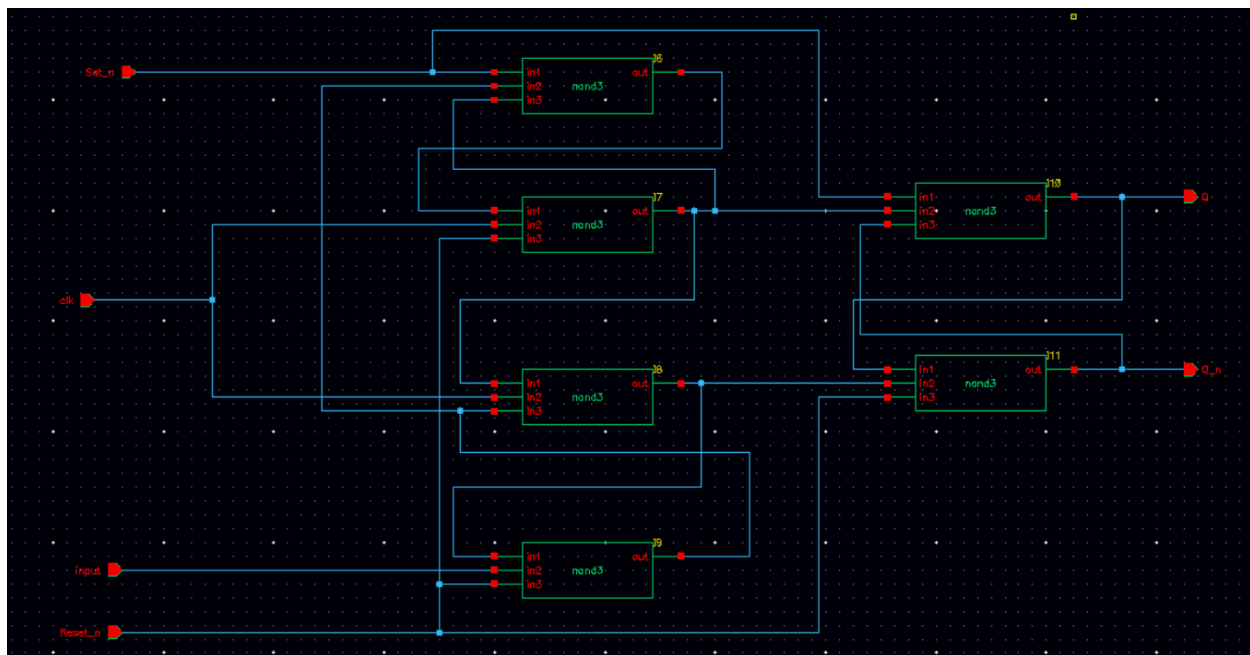 Set_n
clk
input
Reset_n
I6
in1
in2
in3
nand3
out
I7
in1
in2
in3
nand3
out
I8
in1
in2
in3
nand3
out
I9
in1
in2
in3
nand3
out
I10
in1
in2
in3
nand3
out
I11
in1
in2
in3
nand3
out
Q
Q_n